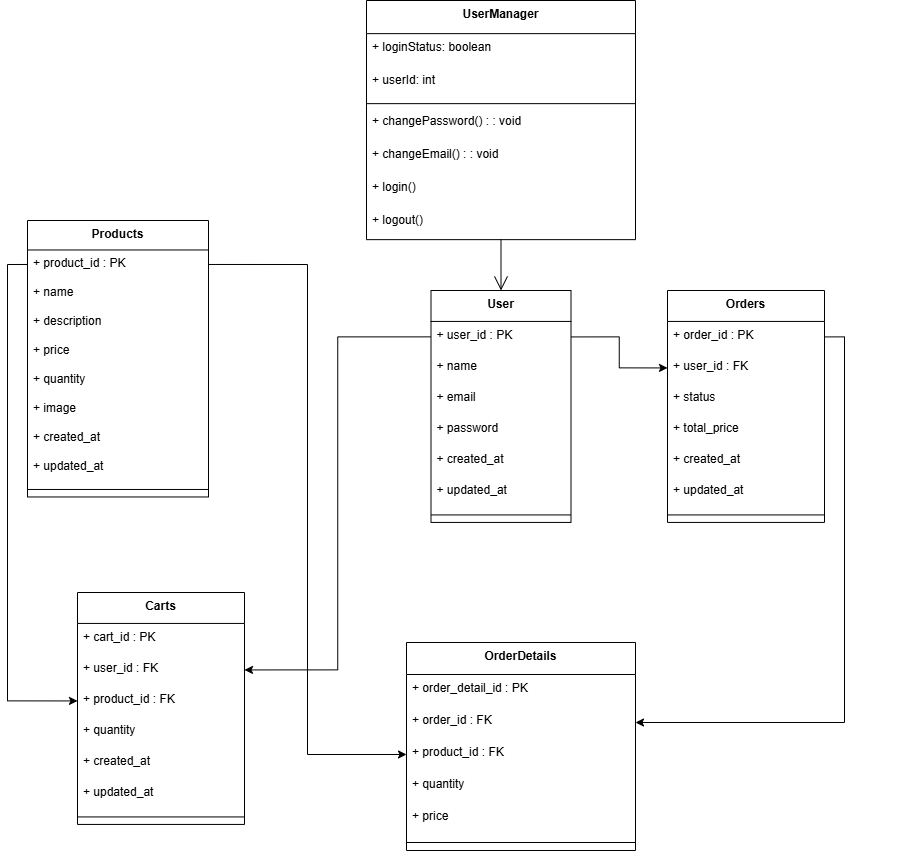 UserManager
+ loginStatus: boolean
+ userId: int
+ changePassword() : : void
+ changeEmail() : : void
+ login()
+ logout()
Products
+ product_id : PK
+ name
+ description
+ price
+ quantity
+ image
+ created_at
+ updated_at
User
+ user_id : PK
+ name
+ email
+ password
+ created_at
+ updated_at
Orders
+ order_id : PK
+ user_id : FK
+ status
+ total_price
+ created_at
+ updated_at
Carts
+ cart_id : PK
+ user_id : FK
+ product_id : FK
+ quantity
+ created_at
+ updated_at
OrderDetails
+ order_detail_id : PK
+ order_id : FK
+ product_id : FK
+ quantity
+ price